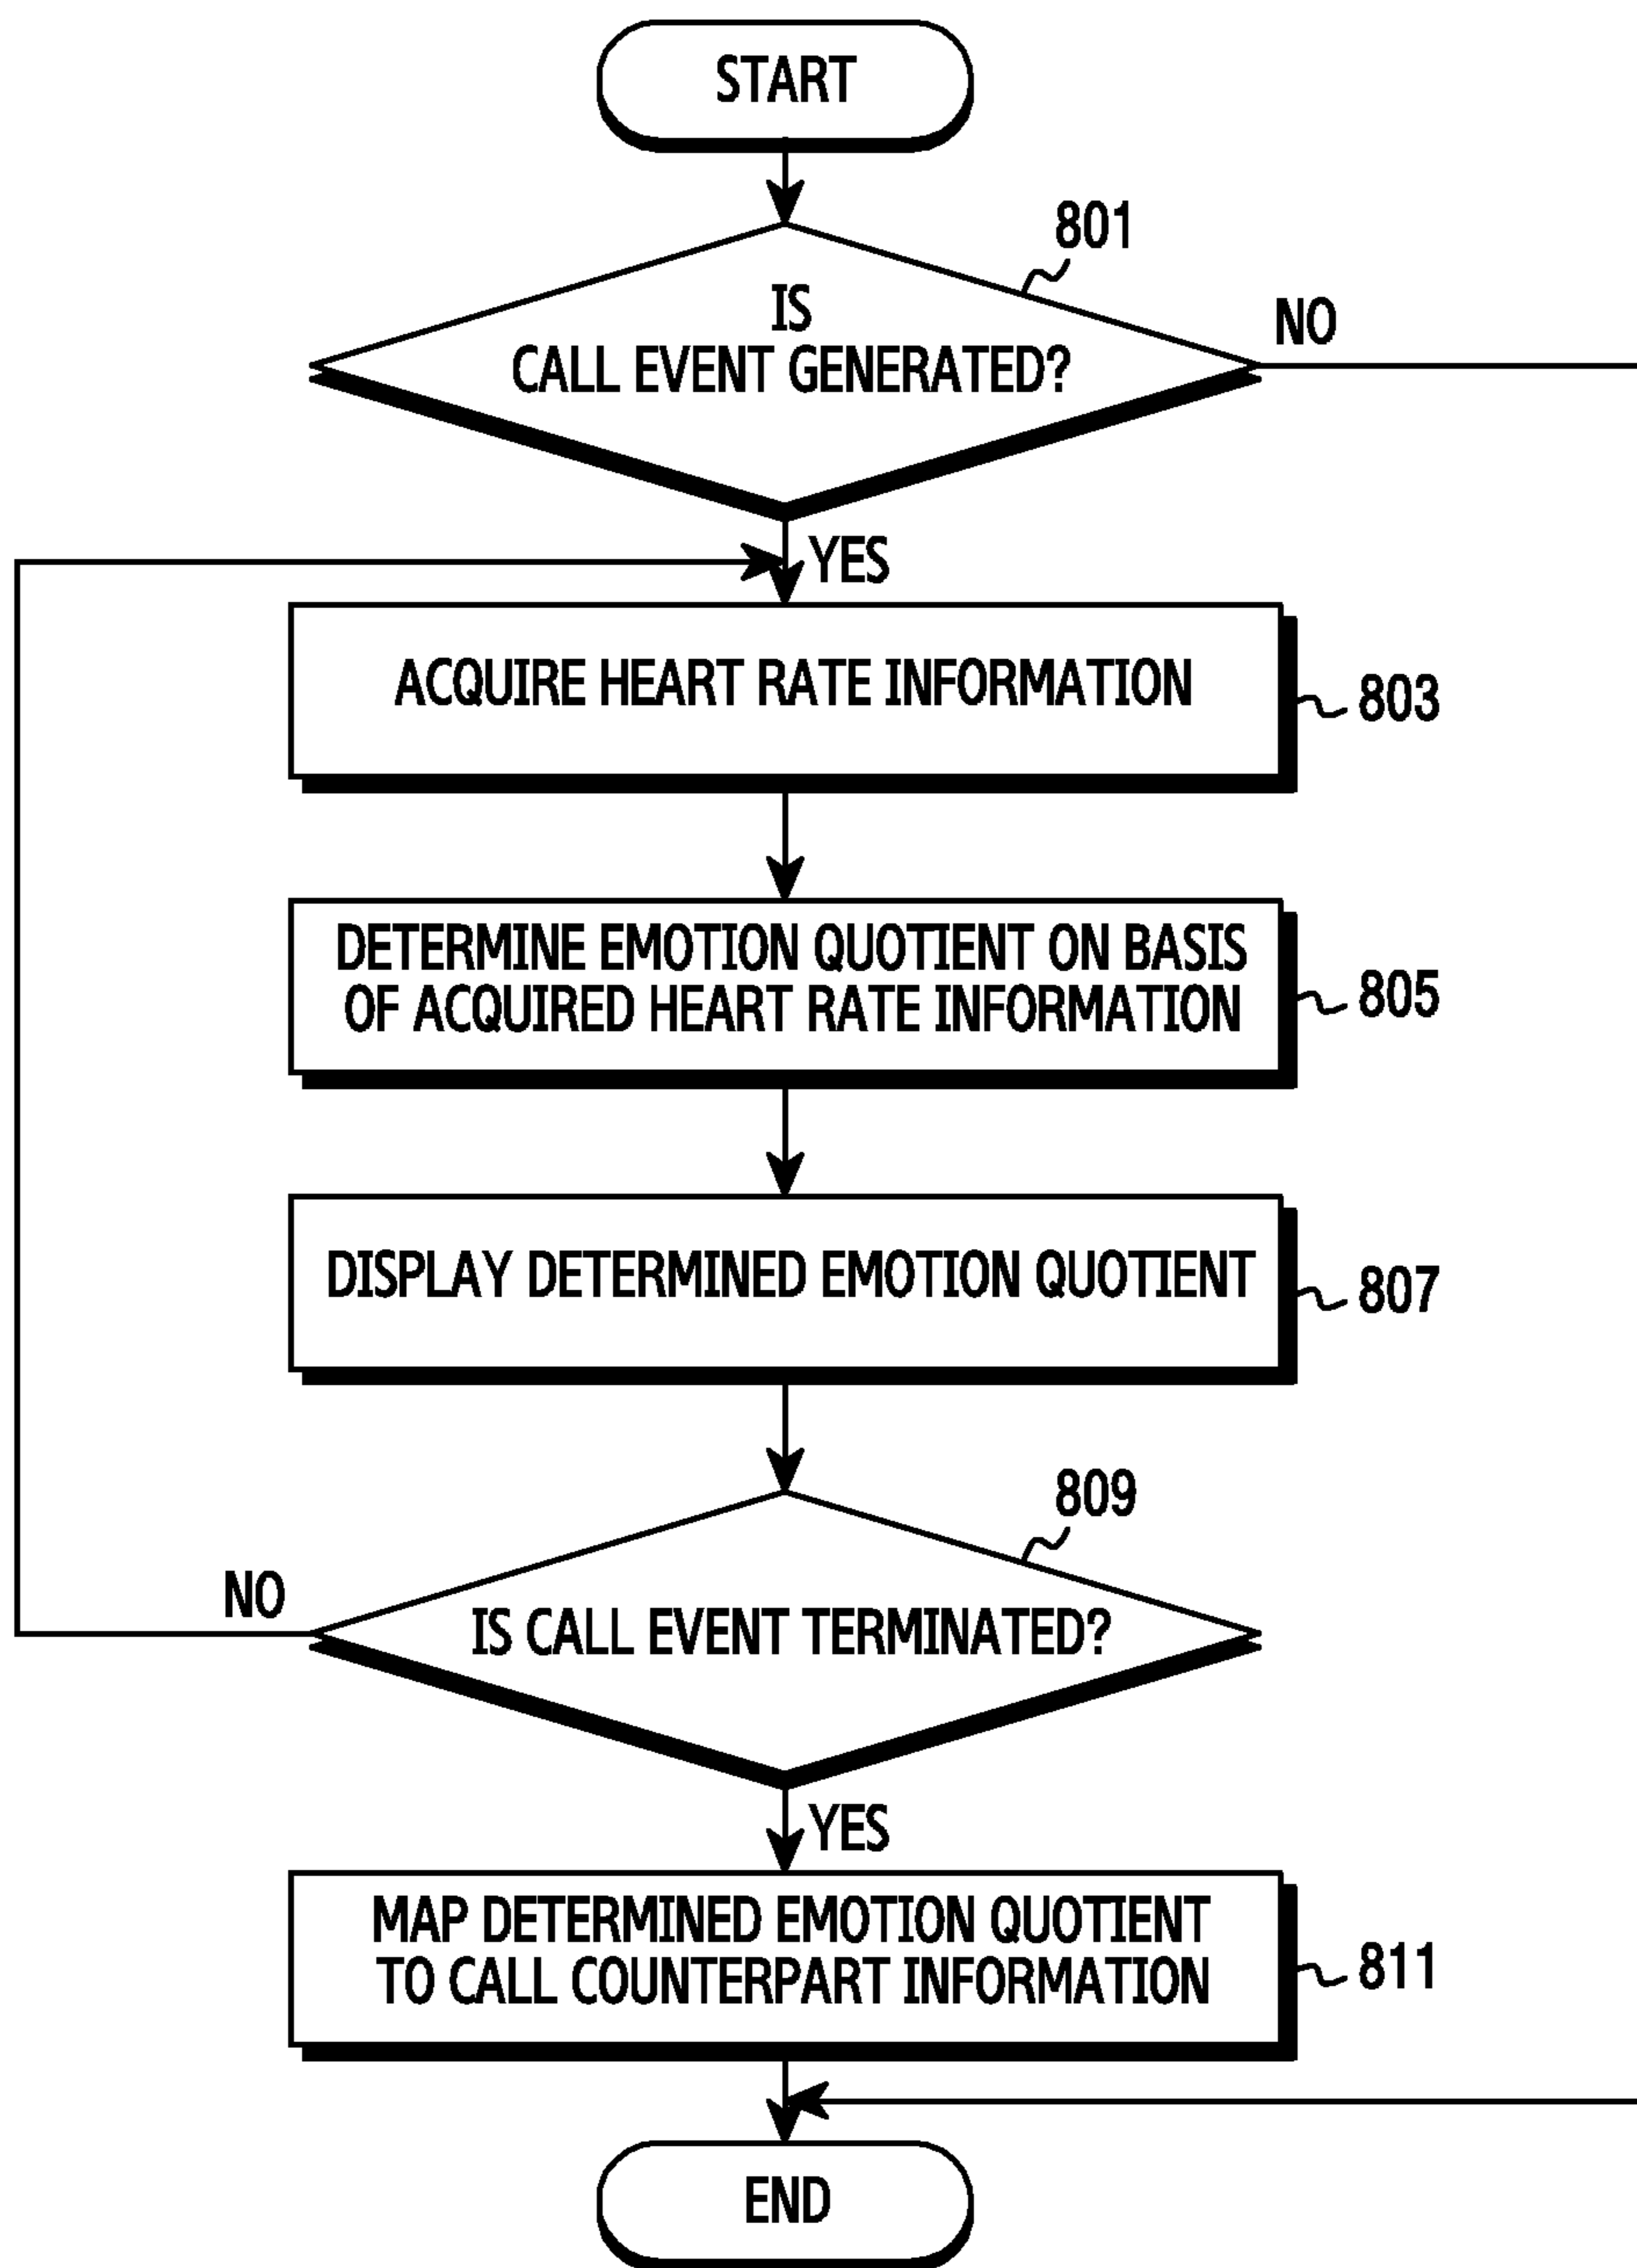 START
801
IS
CALL EVENT GENERATED?
NO
YES
ACQUIRE HEART RATE INFORMATION
803
DETERMINE EMOTION QUOTIENT ON BASIS
OF ACQUIRED HEART RATE INFORMATION
805
DISPLAY DETERMINED EMOTION QUOTIENT
807
809
NO
IS CALL EVENT TERMINATED?
YES
MAP DETERMINED EMOTION QUOTIENT
TO CALL COUNTERPART INFORMATION
811
END